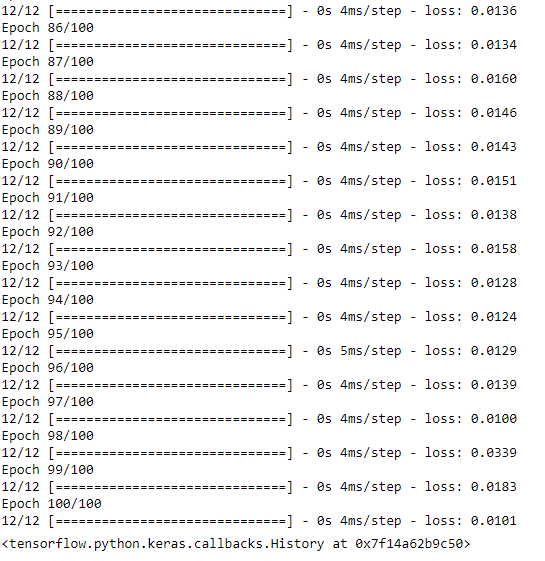 12/12 [==============================] - 0s 4ms/step - loss: 0.0136
Epoch 86/100
12/12 [==============================] - 0s 4ms/step - loss: 0.0134
Epoch 87/100
12/12 [==============================] - 0s 4ms/step - loss: 0.0160
Epoch 88/100
12/12 [==============================] - 0s 4ms/step - loss: 0.0146
Epoch 89/100
12/12 [==============================] - 0s 4ms/step - loss: 0.0143
Epoch 90/100
12/12 [==============================] - 0s 4ms/step - loss: 0.0151
Epoch 91/100
12/12 [==============================] - 0s 4ms/step - loss: 0.0138
Epoch 92/100
12/12 [==============================] - 0s 4ms/step - loss: 0.0158
Epoch 93/100
12/12 [==============================] - 0s 4ms/step - loss: 0.0128
Epoch 94/100
12/12 [==============================] - 0s 4ms/step - loss: 0.0124
Epoch 95/100
12/12 [==============================] - 0s 5ms/step - loss: 0.0129
Epoch 96/100
12/12 [==============================] - 0s 4ms/step - loss: 0.0139
Epoch 97/100
12/12 [==============================] - 0s 4ms/step - loss: 0.0100
Epoch 98/100
12/12 [==============================] - 0s 4ms/step - loss: 0.0339
Epoch 99/100
12/12 [==============================] - 0s 4ms/step - loss: 0.0183
Epoch 100/100
12/12 [==============================] - 0s 4ms/step - loss: 0.0101
<tensorflow.python.keras.callbacks.History at 0x7f14a62b9c50>